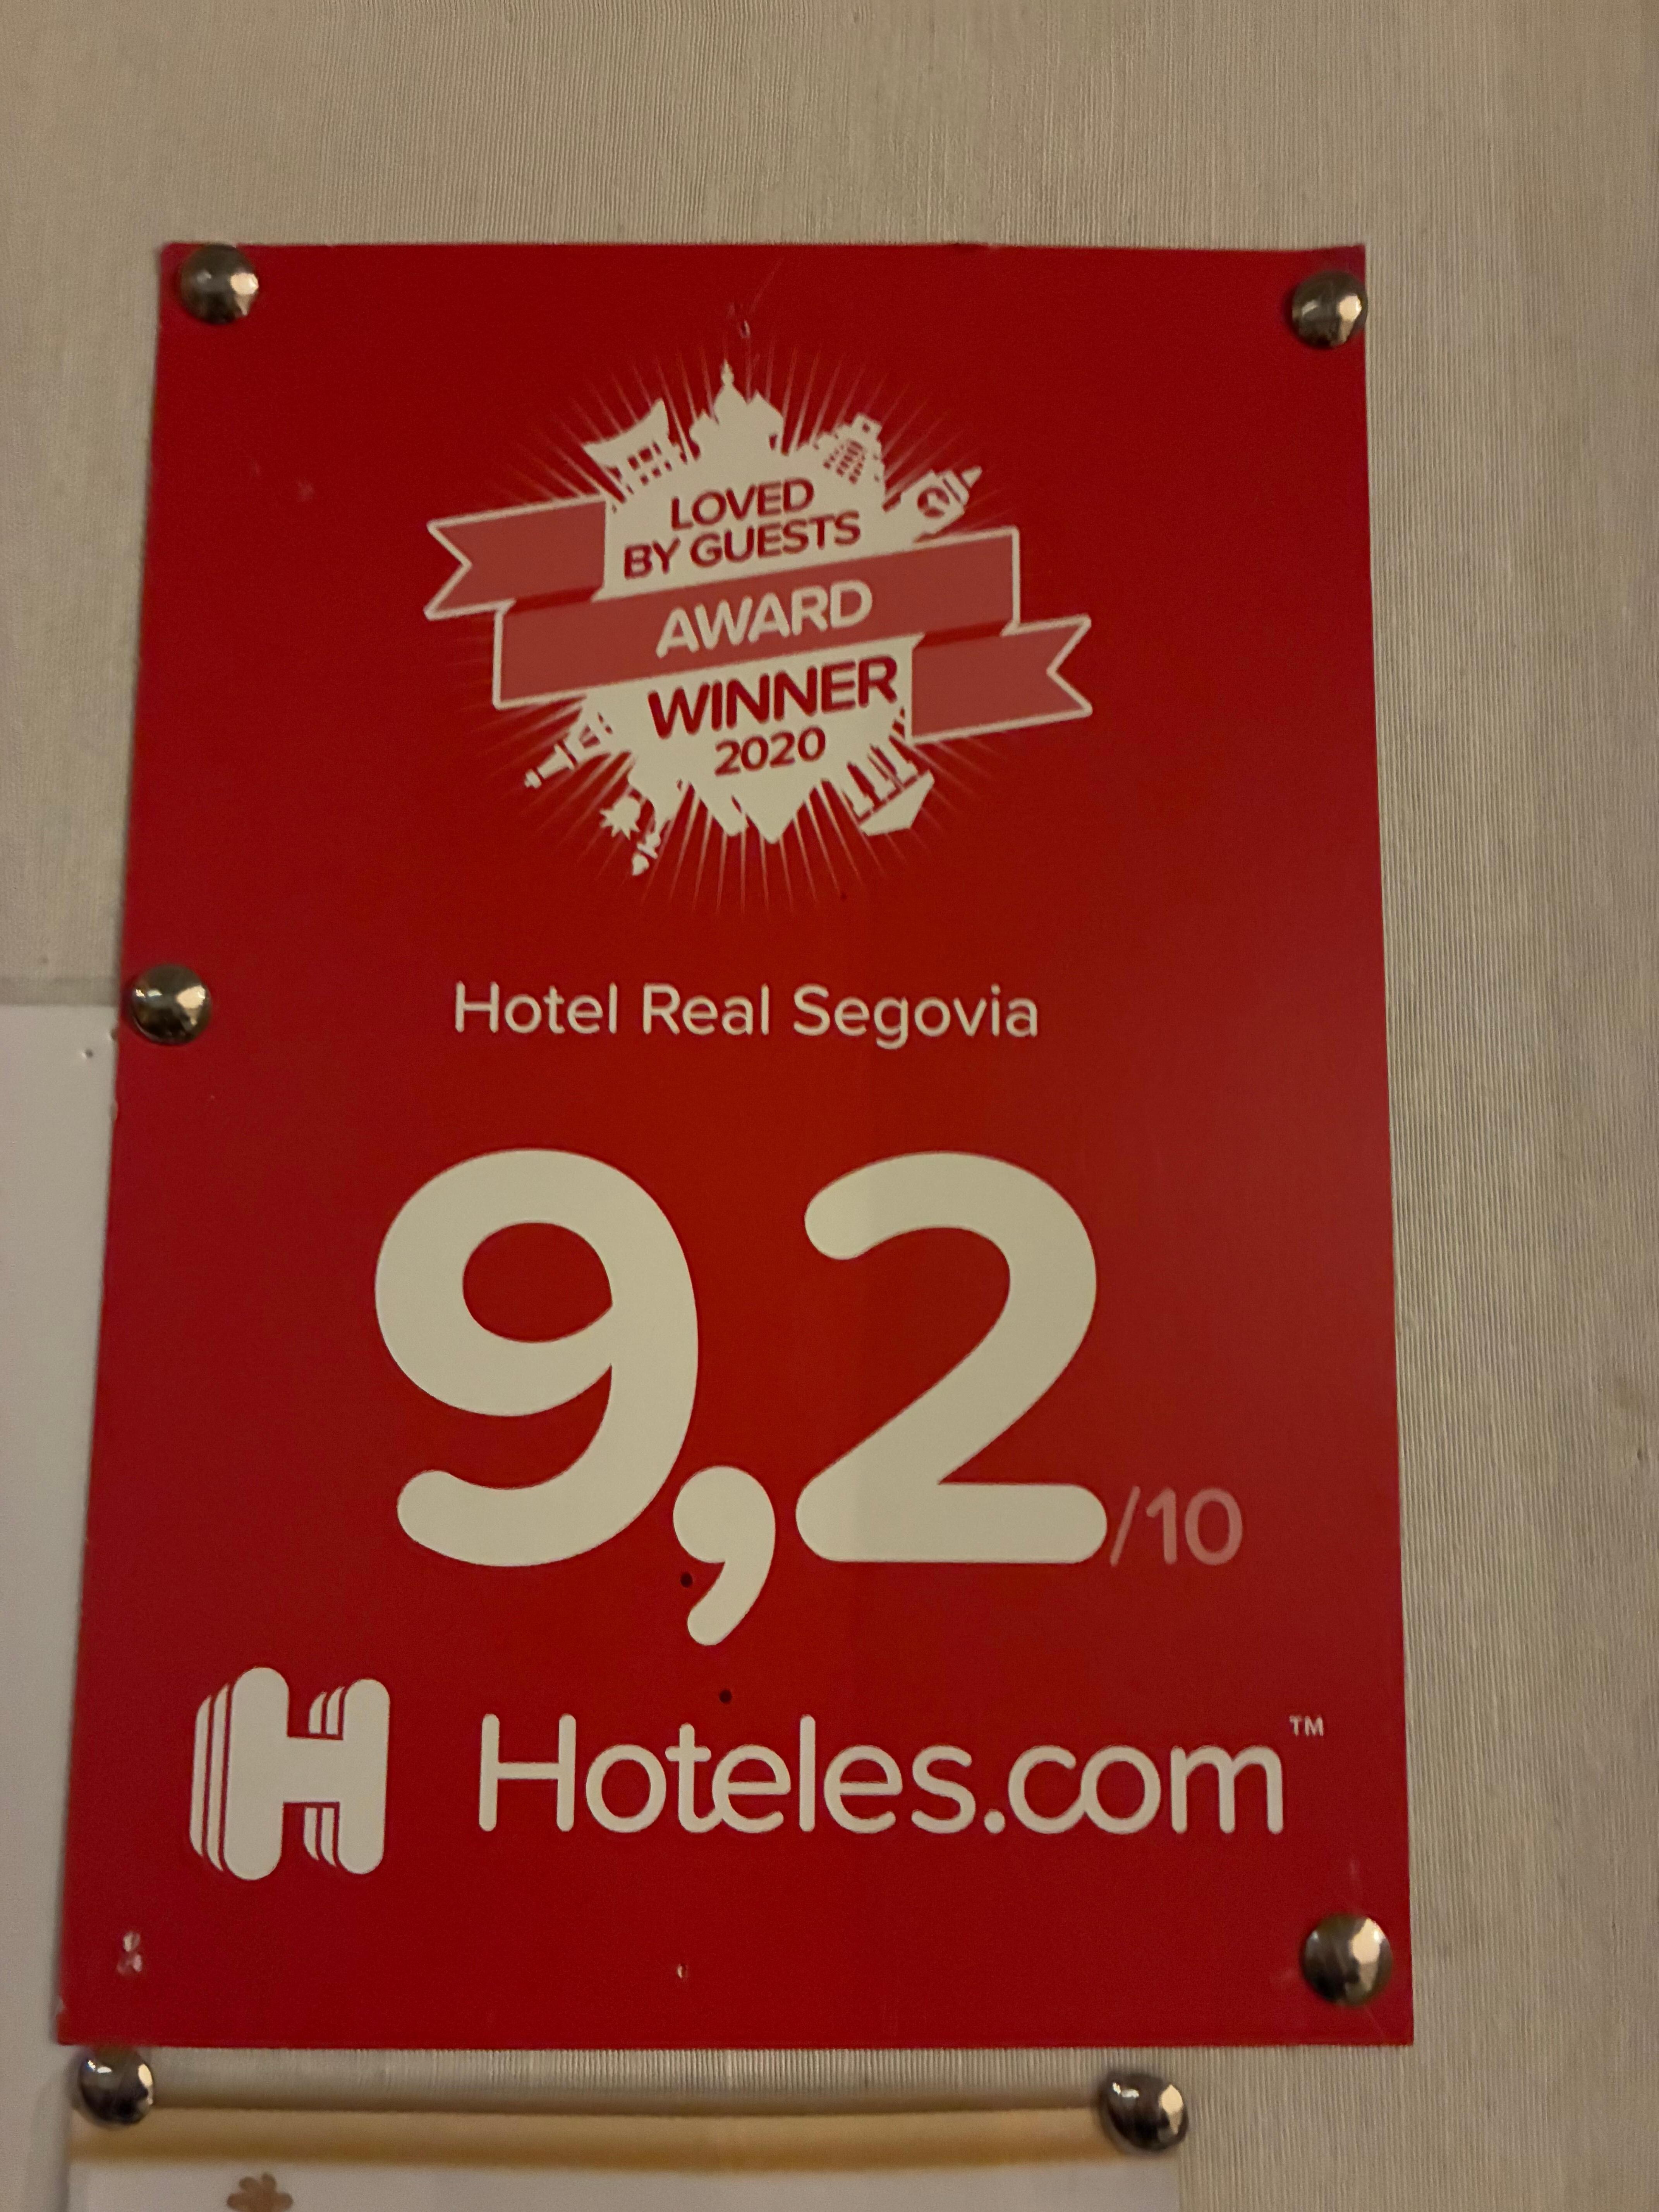 LOVED
BY GUESTS
AWARD
WINNER
2020
Hotel Real Segovia
9,2/10
H Hoteles.com™